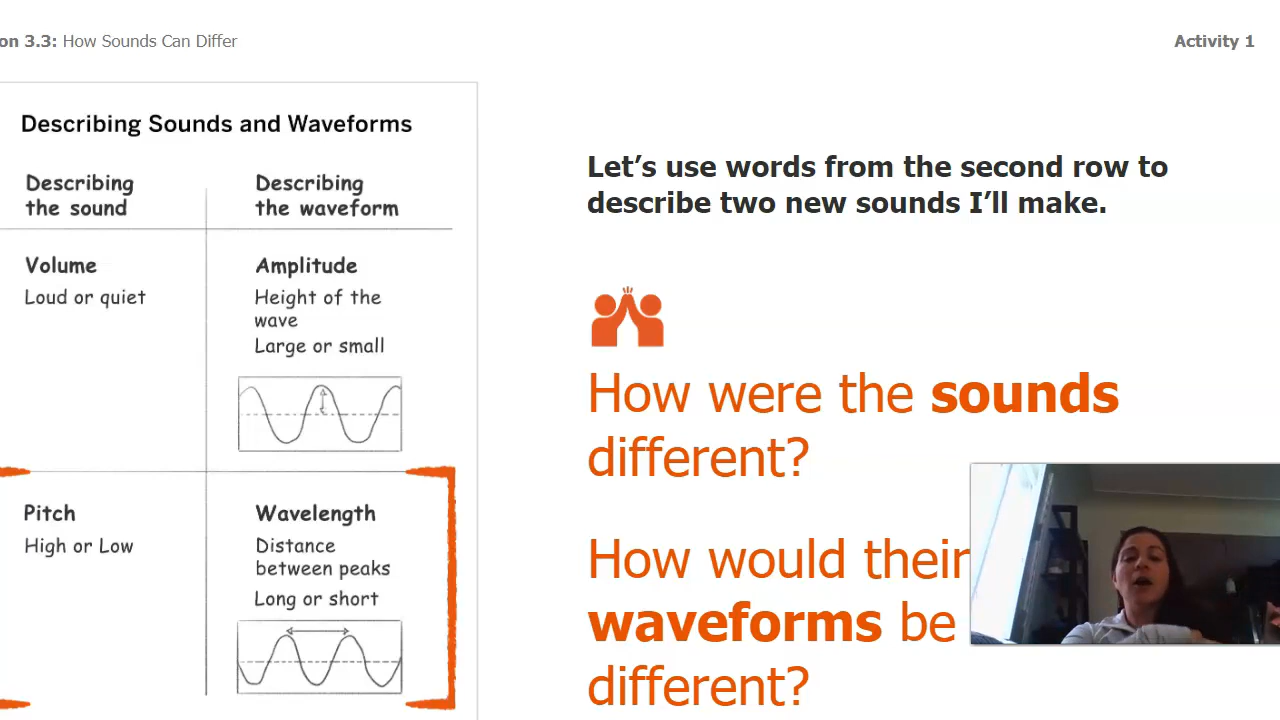 on 3.3: How Sounds Can Differ
Activity 1
Describing Sounds and Waveforms
Describing
the sound
Describing
the waveform
Volume
Loud or quiet
Amplitude
Height of the
wave
Large or small
Pitch
High or Low
Wavelength
Distance
between peaks
Long or short
Let’s use words from the second row to
describe two new sounds I’ll make.
How were the sounds
different?
How would their
waveforms be
different?